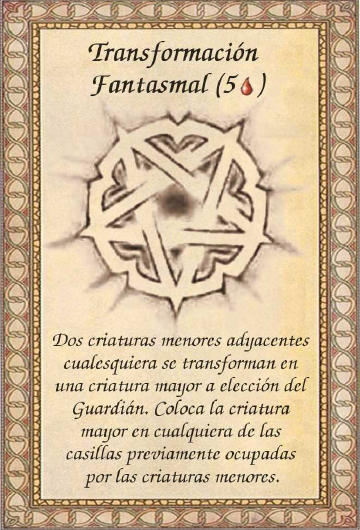 Transformación
Fantasmal (5)
Dos criaturas menores adyacentes
cualesquiera se transforman en
una criatura mayor a elección del
Guardián. Coloca la criatura
mayor en cualquiera de las
casillas previamente ocupadas
por las criaturas menores.